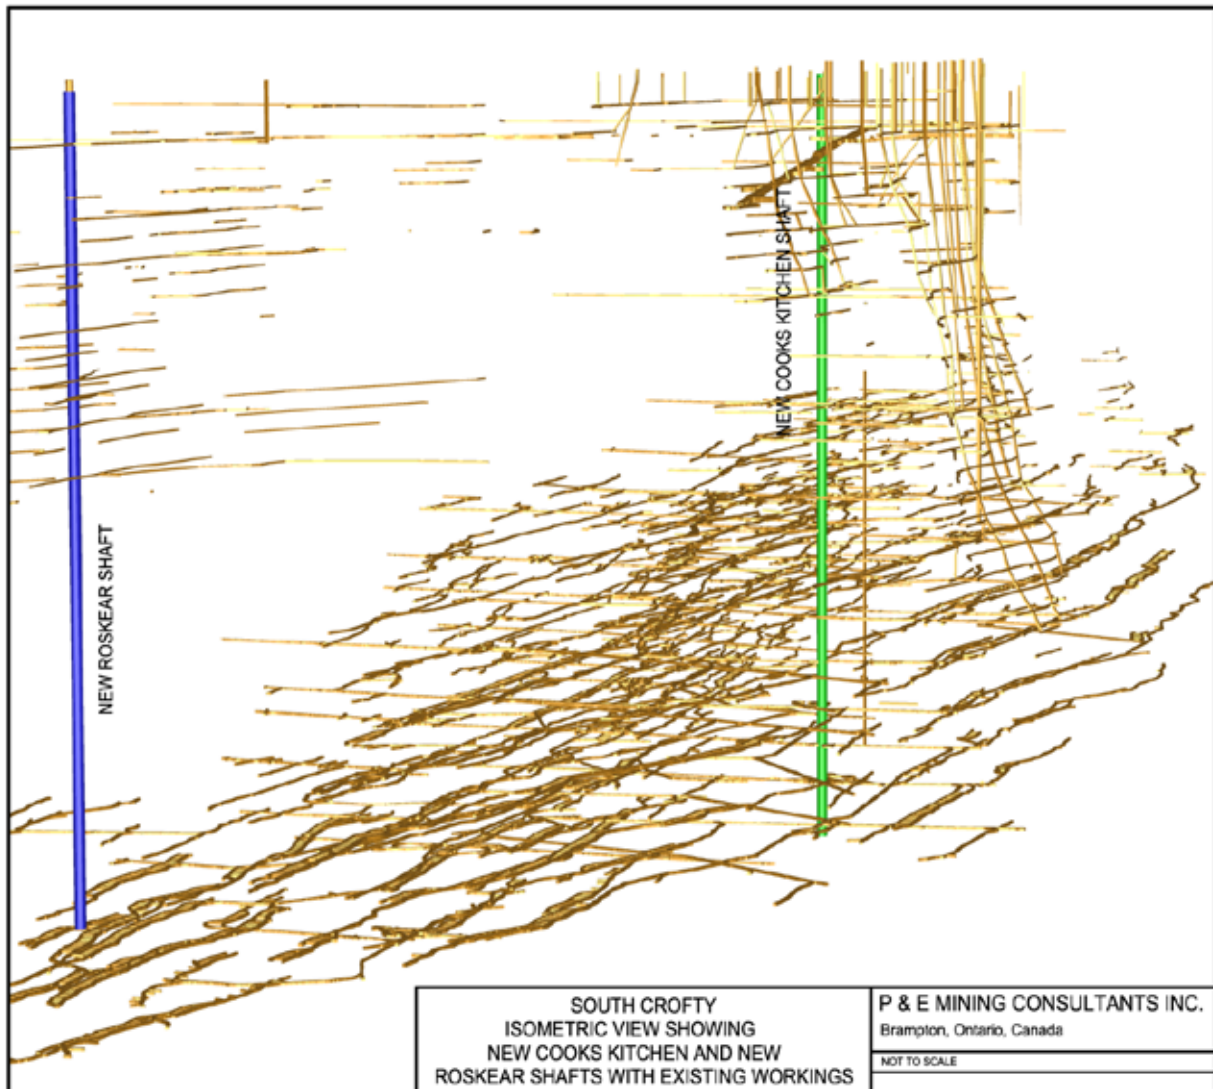 NEW COOKS KITCHEN SHAFT
NEW ROSKEAR SHAFT
SOUTH CROFTY
ISOMETRIC VIEW SHOWING
NEW COOKS KITCHEN AND NEW
ROSKEAR SHAFTS WITH EXISTING WORKINGS
P & E MINING CONSULTANTS INC.
Brampton, Ontario, Canada
NOT TO SCALE